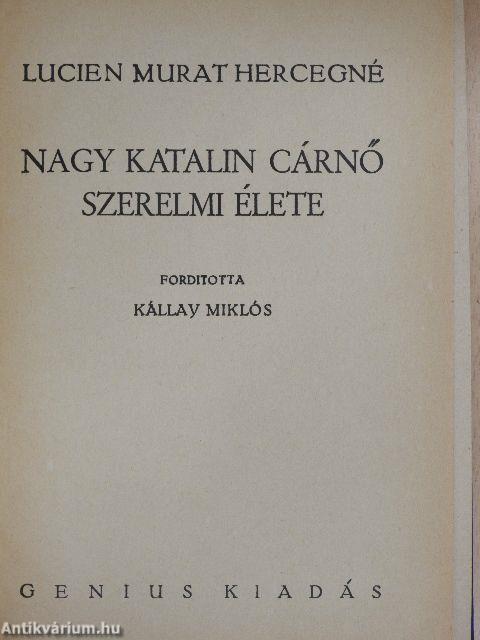 LUCIEN MURAT HERCEGNÉ
NAGY KATALIN CÁRNŐ
SZERELMI ÉLETE
FORDITOTTA
KÁLLAY MIKLÓS
GENIUS KIADÁS
Antikvárium.hu